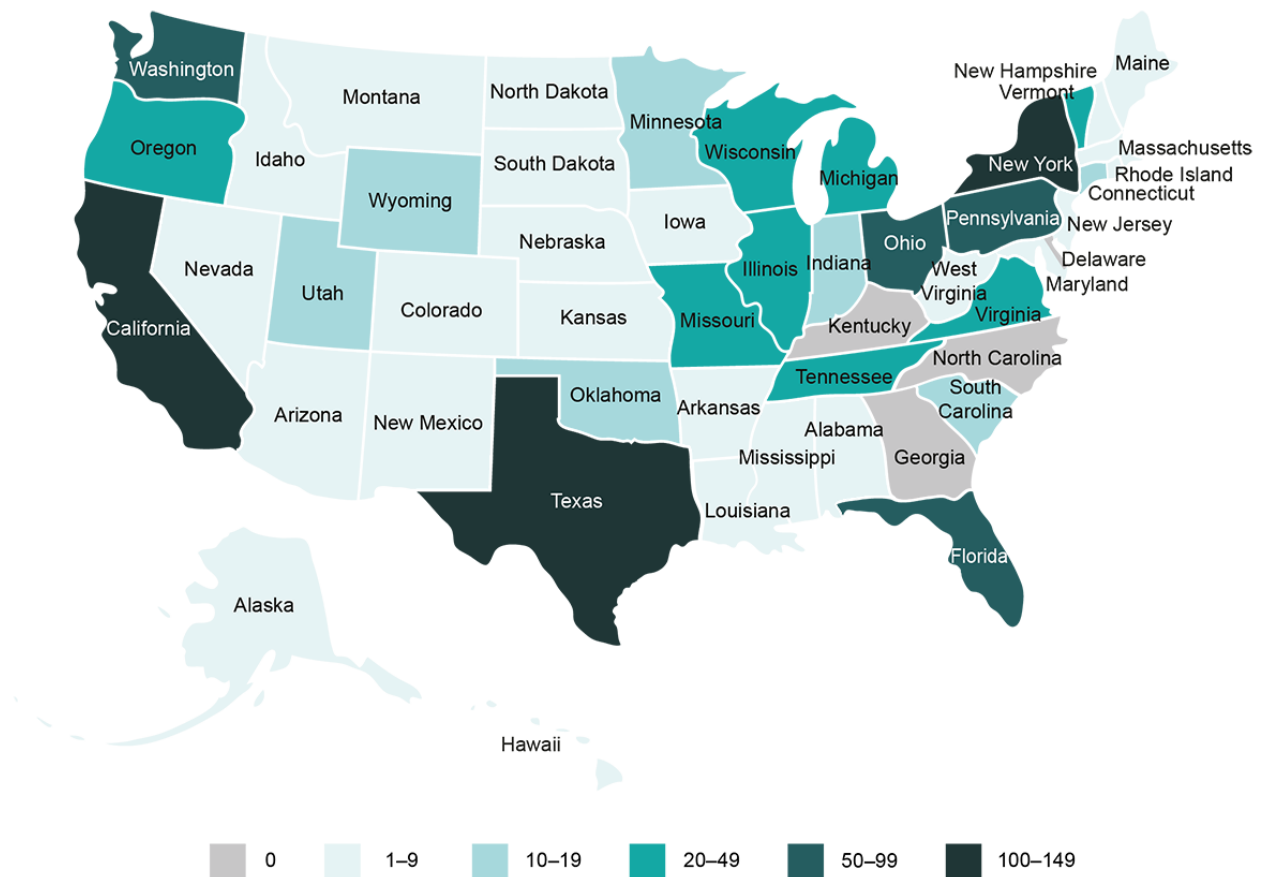 Washington
Montana
North Dakota
Minnesota
New Hampshire
Vermont
Maine
Oregon
Idaho
South Dakota
Wisconsin
Michigan
New York
Massachusetts
Rhode Island
Connecticut
Wyoming
Iowa
Pennsylvania
New Jersey
Nebraska
Ohio
Nevada
Utah
Colorado
Illinois
Indiana
West
Virginia
Delaware
Maryland
California
Kansas
Missouri
Kentucky
Virginia
North Carolina
Arizona
New Mexico
Oklahoma
Arkansas
Tennessee
South
Carolina
Alabama
Mississippi
Georgia
Texas
Louisiana
Florida
Alaska
Hawaii
0 1–9 10–19 20–49 50–99 100–149